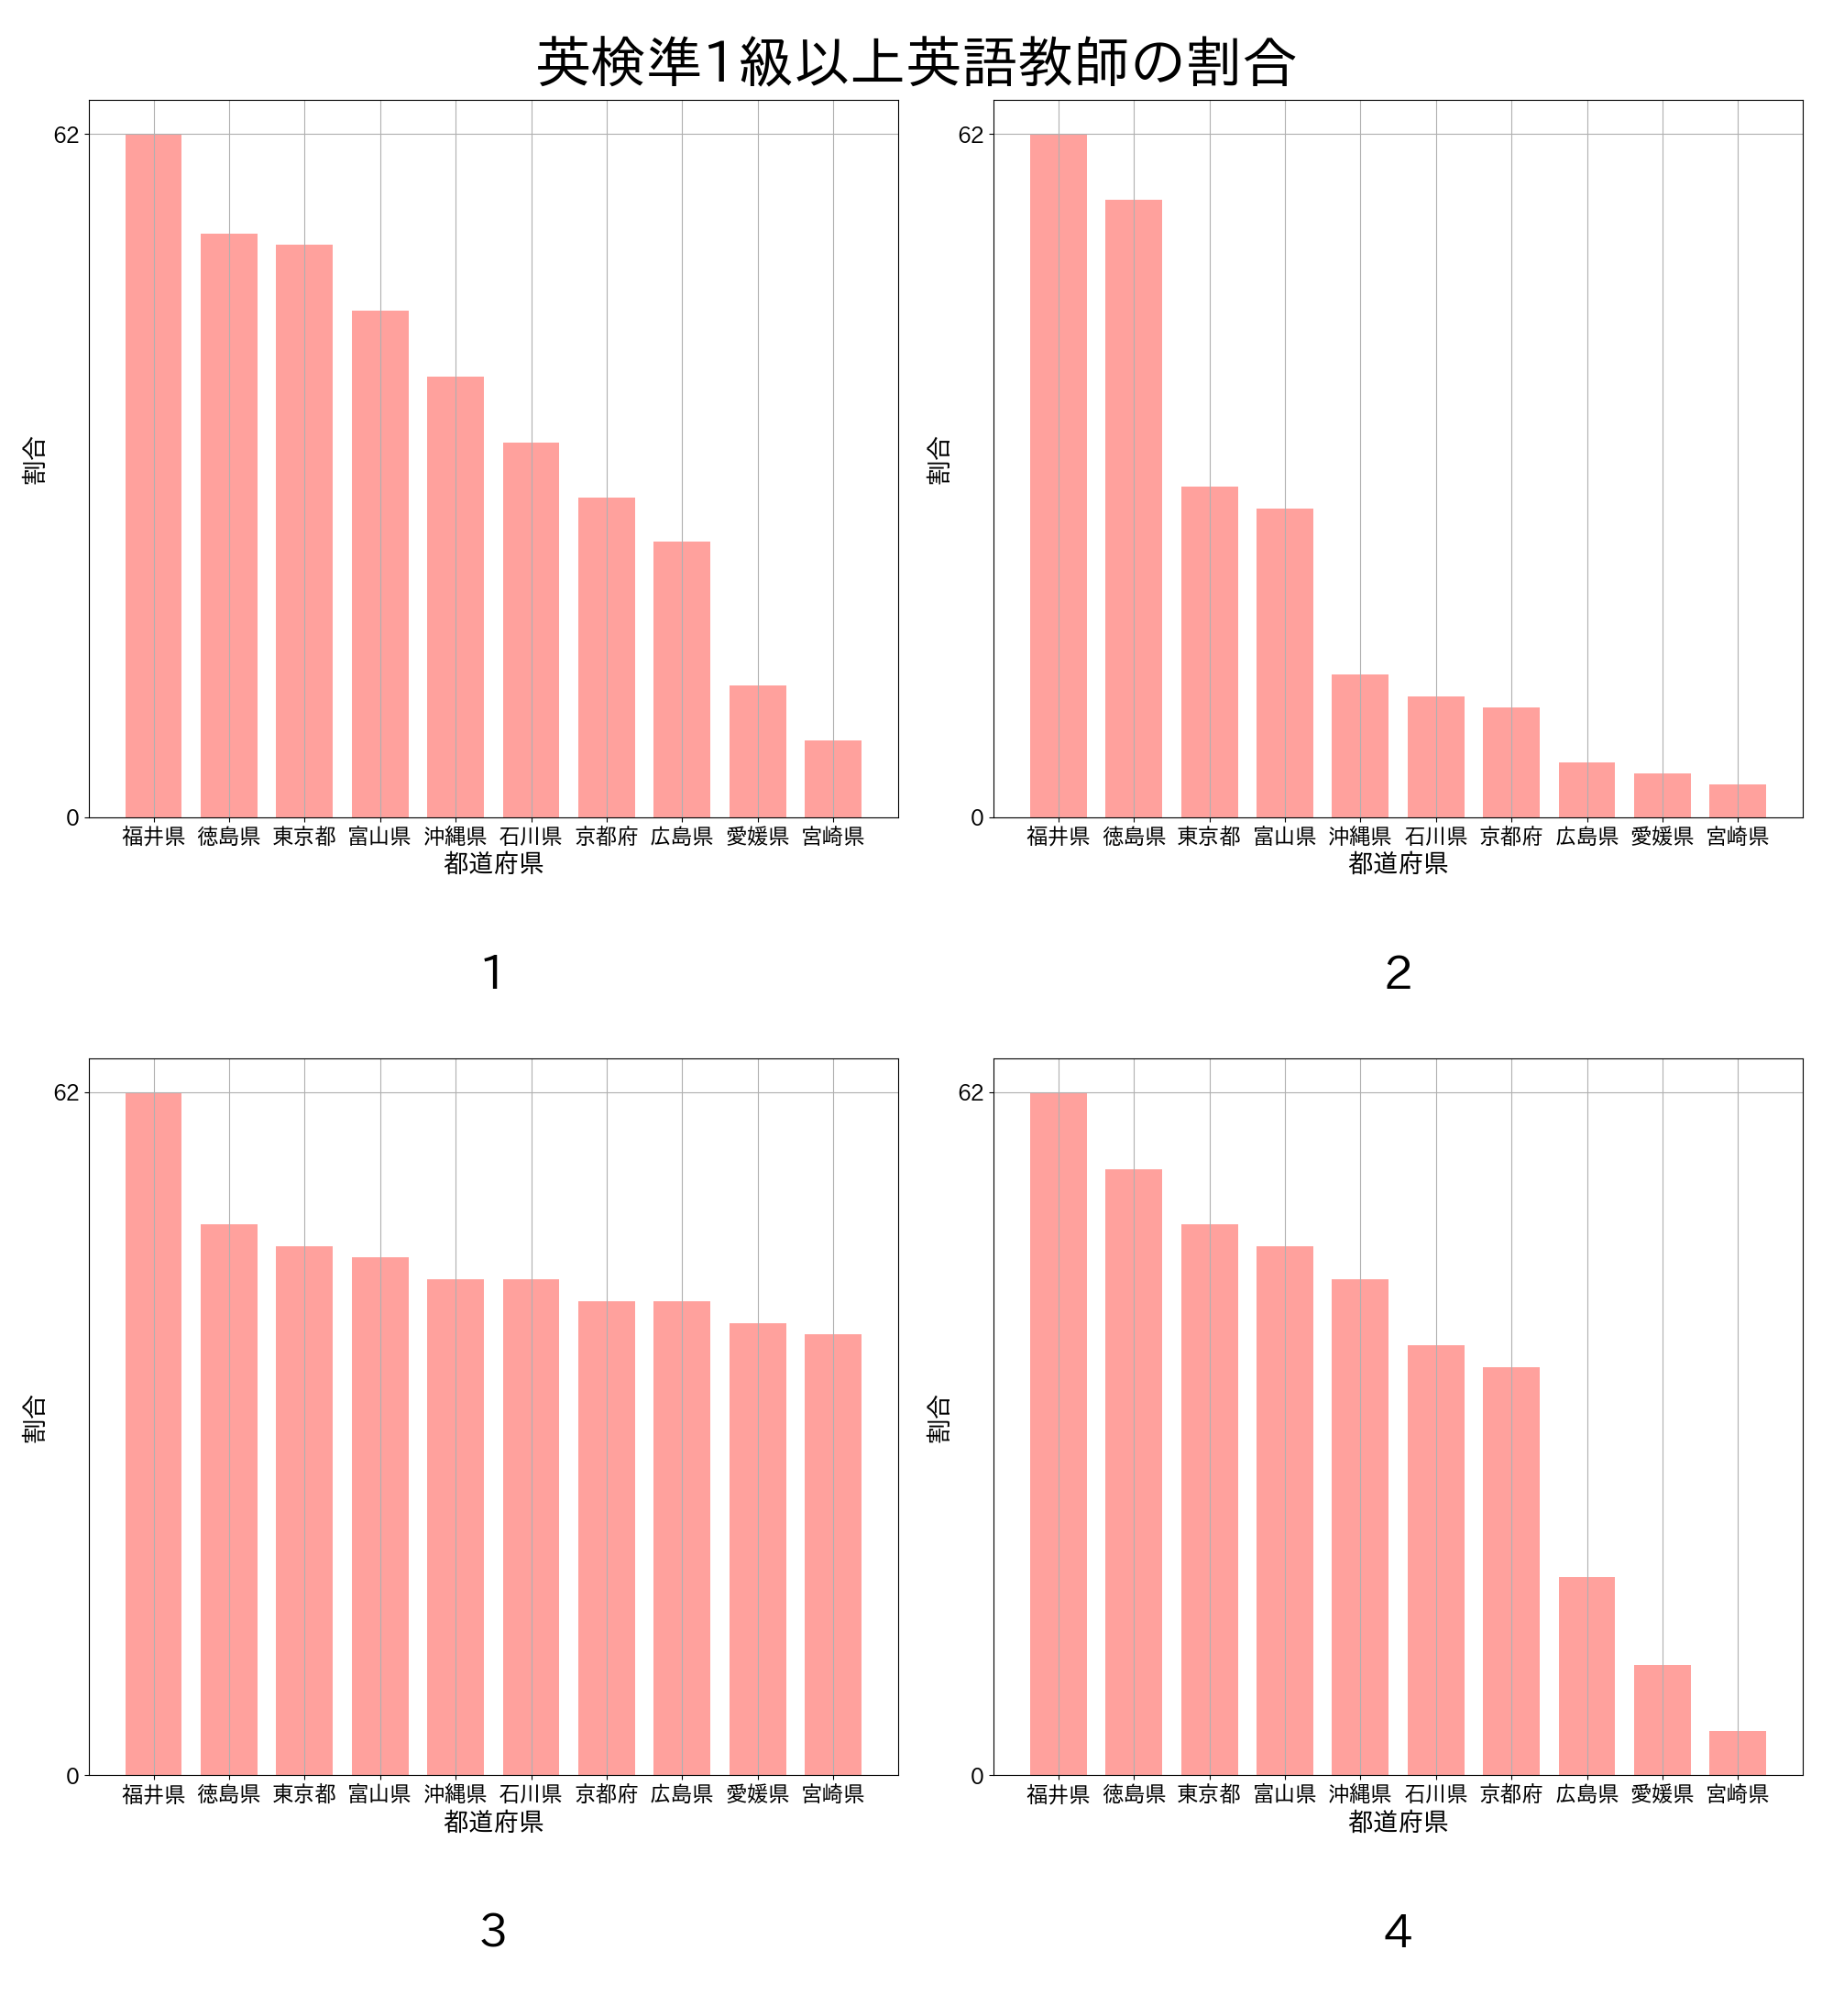 英検準1級以上英語教師の割合
62
割合
0
福井県 徳島県 東京都 富山県 沖縄県 石川県 京都府 広島県 愛媛県 宮崎県
都道府県
1
62
割合
0
福井県 徳島県 東京都 富山県 沖縄県 石川県 京都府 広島県 愛媛県 宮崎県
都道府県
2
62
割合
0
福井県 徳島県 東京都 富山県 沖縄県 石川県 京都府 広島県 愛媛県 宮崎県
都道府県
3
62
割合
0
福井県 徳島県 東京都 富山県 沖縄県 石川県 京都府 広島県 愛媛県 宮崎県
都道府県
4